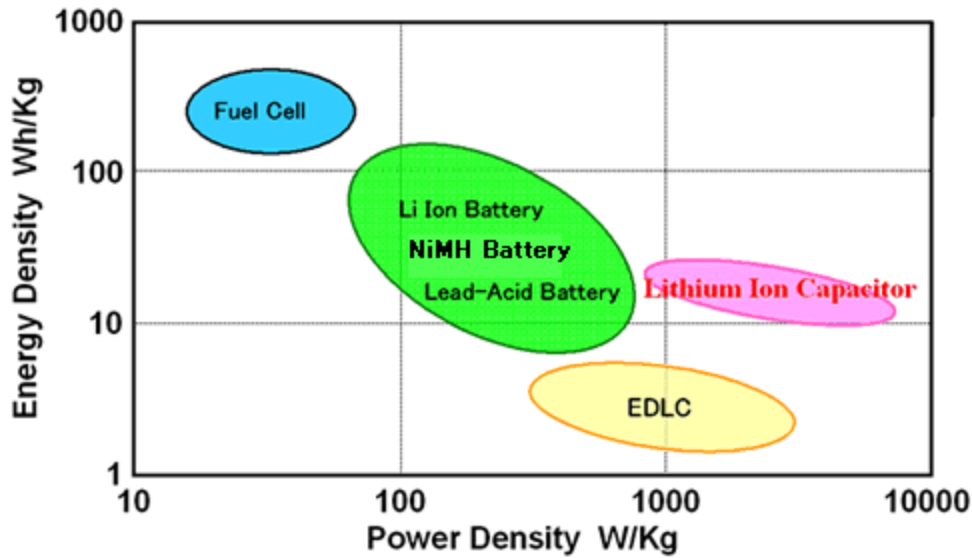 1000
Fuel Cell
100
Li Ion Battery
NiMH Battery
Lead-Acid Battery
Lithium Ion Capacitor
10
EDLC
1
10 100 1000 10000
Energy Density Wh/Kg
Power Density W/Kg